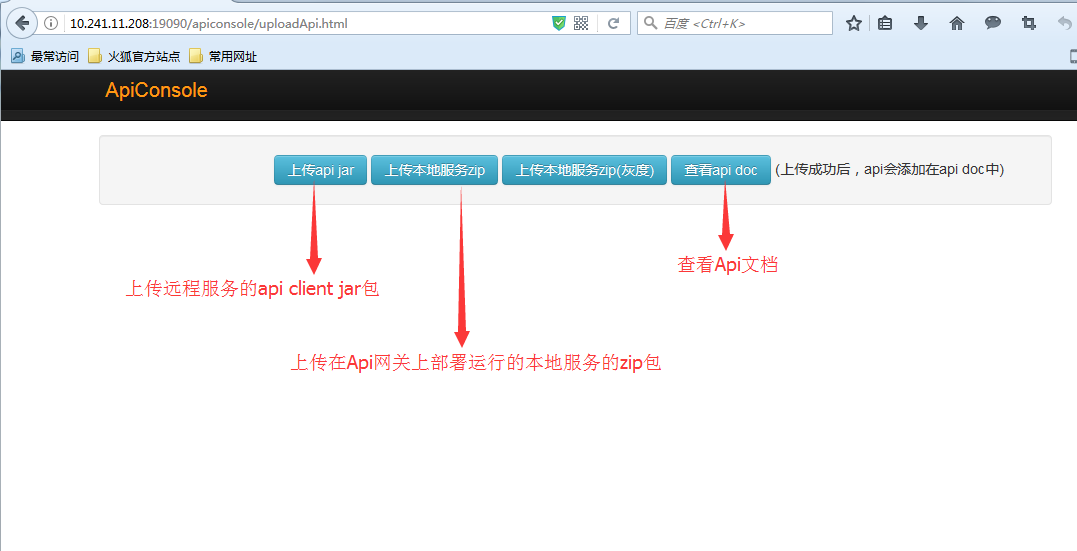 10.241.11.208:19090/apiconsole/uploadApi.html
百度 <Ctrl+K>
最常访问 火狐官方站点 常用网址
ApiConsole
上传api jar 上传本地服务zip 上传本地服务zip(灰度) 查看api doc (上传成功后，api会添加在api doc中)
查看Api文档
上传远程服务的api client jar包
上传在Api网关上部署运行的本地服务的zip包